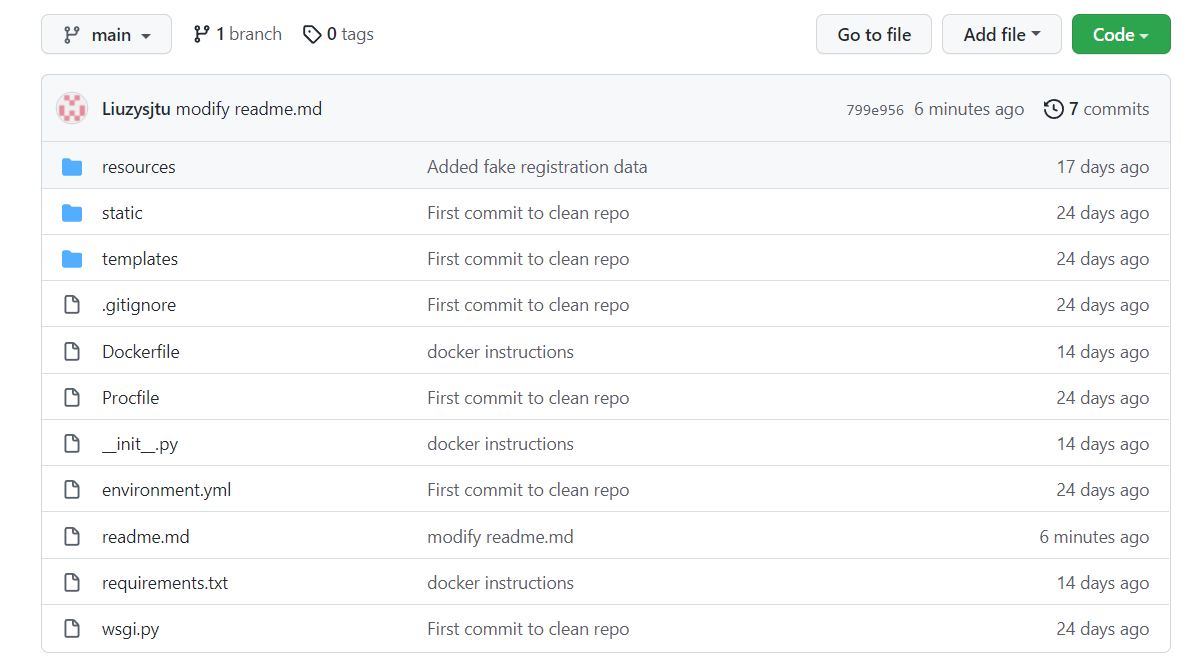 main 1 branch 0 tags Go to file Add file Code
Liuzysjtu modify readme.md 799e956 6 minutes ago 7 commits
resources Added fake registration data 17 days ago
static First commit to clean repo 24 days ago
templates First commit to clean repo 24 days ago
.gitignore First commit to clean repo 24 days ago
Dockerfile docker instructions 14 days ago
Procfile First commit to clean repo 24 days ago
__init__.py docker instructions 14 days ago
environment.yml First commit to clean repo 24 days ago
readme.md modify readme.md 6 minutes ago
requirements.txt docker instructions 14 days ago
wsgi.py First commit to clean repo 24 days ago